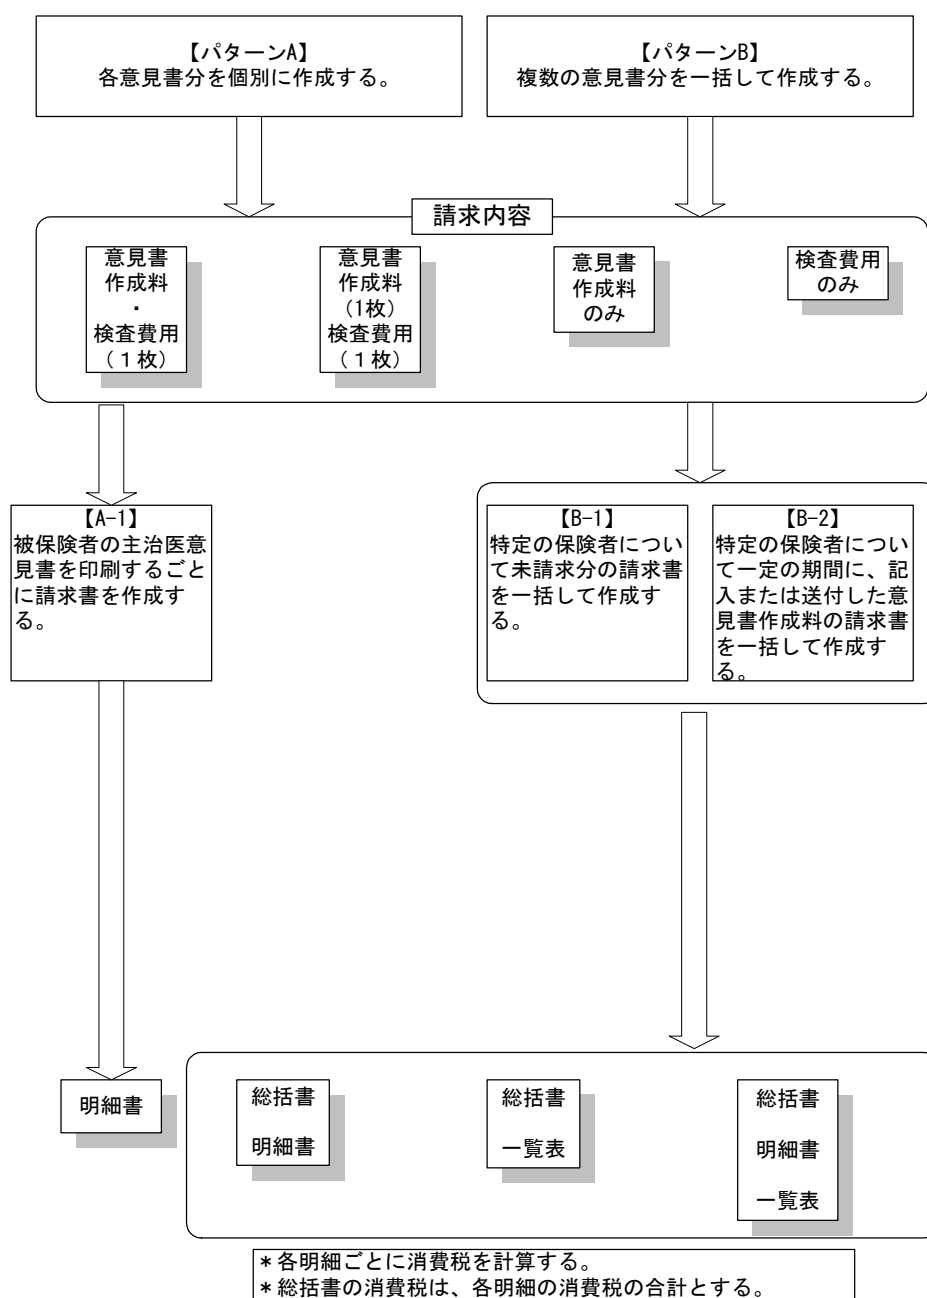 【パターンA】
各意見書分を個別に作成する。
【パターンB】
複数の意見書分を一括して作成する。
請求内容
意見書
作成料
・
検査費用
(１枚)
意見書
作成料
(1枚)
検査費用
(１枚)
意見書
作成料
のみ
検査費用
のみ
【A-1】
被保険者の主治医意
見書を印刷するごと
に請求書を作成す
る。
【B-1】
特定の保険者につい
て未請求分の請求書
を一括して作成す
る。
【B-2】
特定の保険者につい
て一定の期間に、記
入または送付した意
見書作成料の請求書
を一括して作成す
る。
明細書
総括書
明細書
総括書
一覧表
総括書
明細書
一覧表
＊各明細ごとに消費税を計算する。
＊総括書の消費税は、各明細の消費税の合計とする。